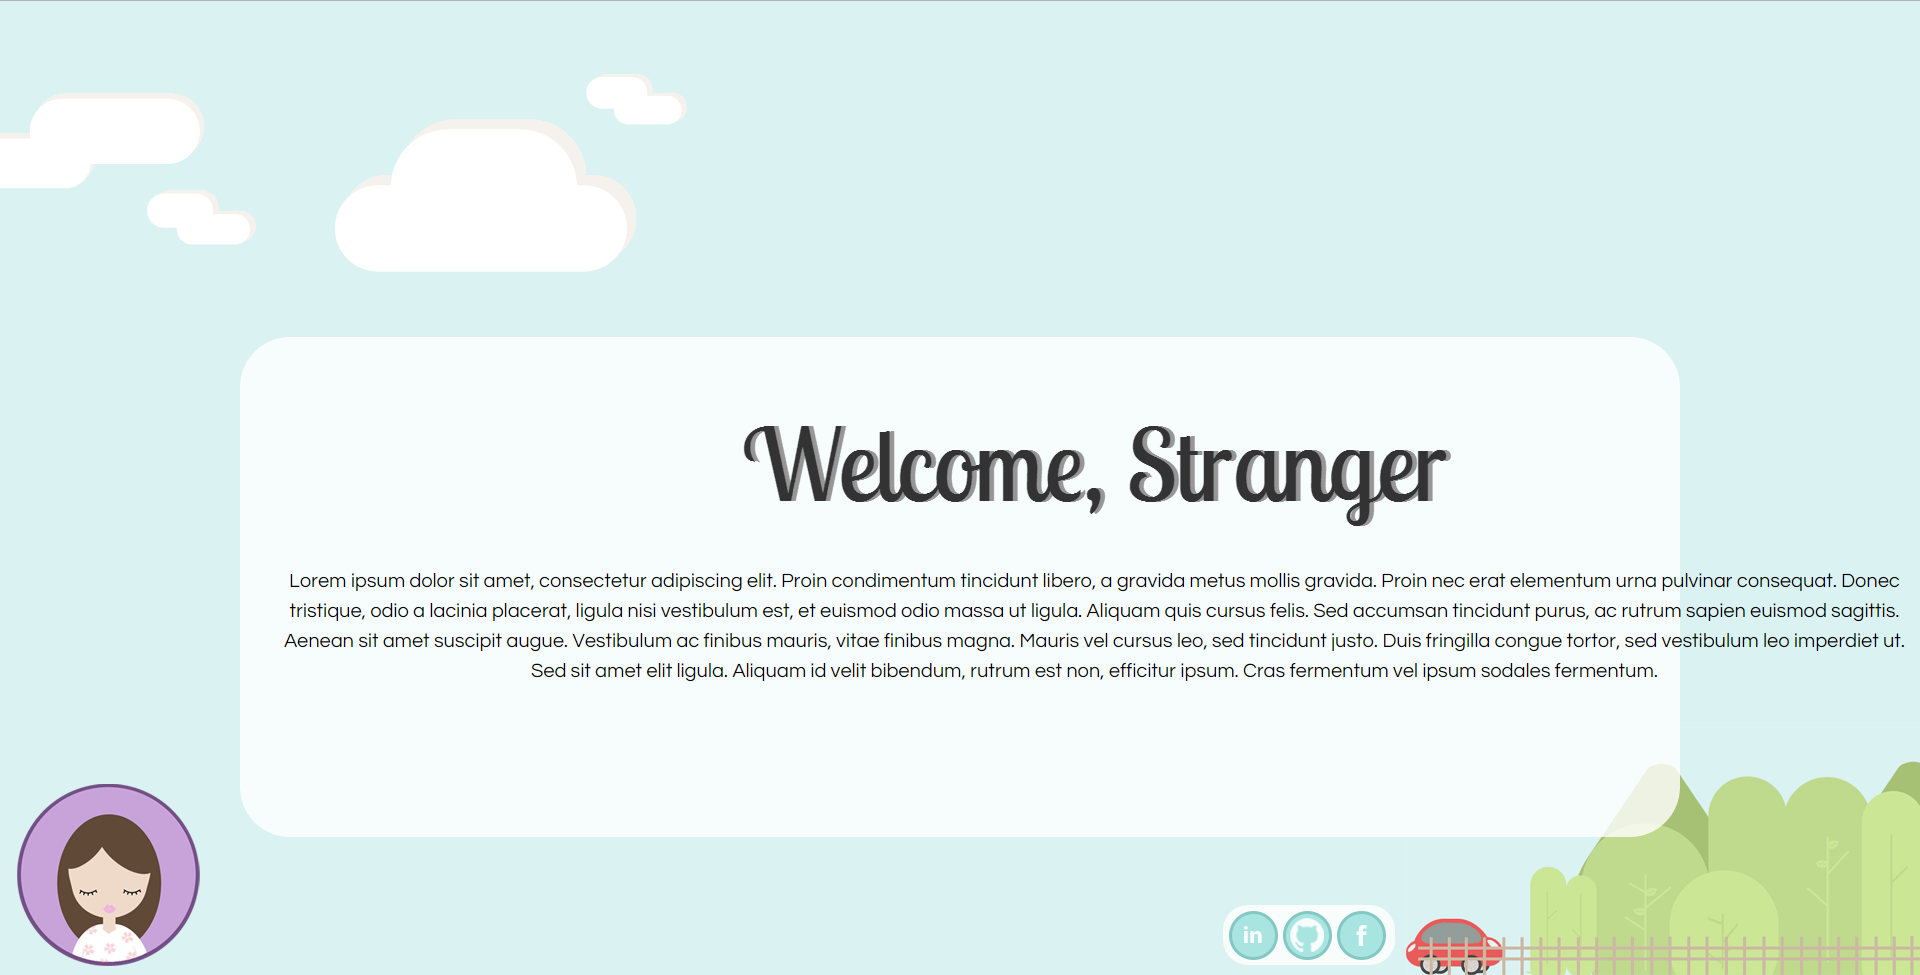 Welcome, Stranger
Lorem ipsum dolor sit amet, consectetur adipiscing elit. Proin condimentum tincidunt libero, a gravida metus mollis gravida. Proin nec erat elementum urna pulvinar consequat. Donec
tristique, odio a lacinia placerat, ligula nisi vestibulum est, et euismod odio massa ut ligula. Aliquam quis cursus felis. Sed accumsan tincidunt purus, ac rutrum sapien euismod sagittis.
Aenean sit amet suscipit augue. Vestibulum ac finibus mauris, vitae finibus magna. Mauris vel cursus leo, sed tincidunt justo. Duis fringilla congue tortor, sed vestibulum leo imperdiet ut.
Sed sit amet elit ligula. Aliquam id velit bibendum, rutrum est non, efficitur ipsum. Cras fermentum vel ipsum sodales fermentum.
in f